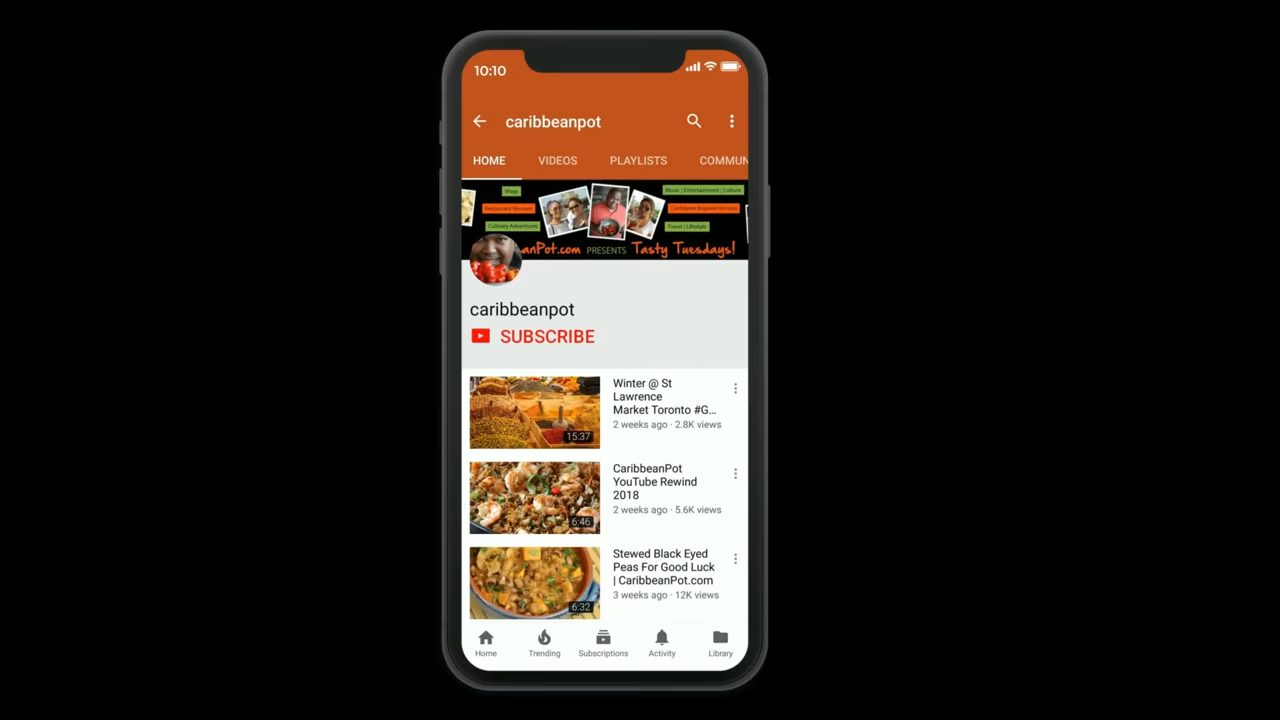 10:10
caribbeanpot
HOME VIDEOS PLAYLISTS COMMUN
Vlogs
Music | Entertainment | Culture
Restaurant Reviews
Caribbean Inspired Recipes
Culinary Adventures
Travel | Lifestyle
anPot.com PRESENTS Tasty Tuesdays!
caribbeanpot
SUBSCRIBE
Winter @ St
Lawrence
Market Toronto #G...
2 weeks ago · 2.8K views
15:37
CaribbeanPot
YouTube Rewind
2018
2 weeks ago · 5.6K views
6:46
Stewed Black Eyed
Peas For Good Luck
| CaribbeanPot.com
3 weeks ago · 12K views
6:32
Home Trending Subscriptions Activity Library